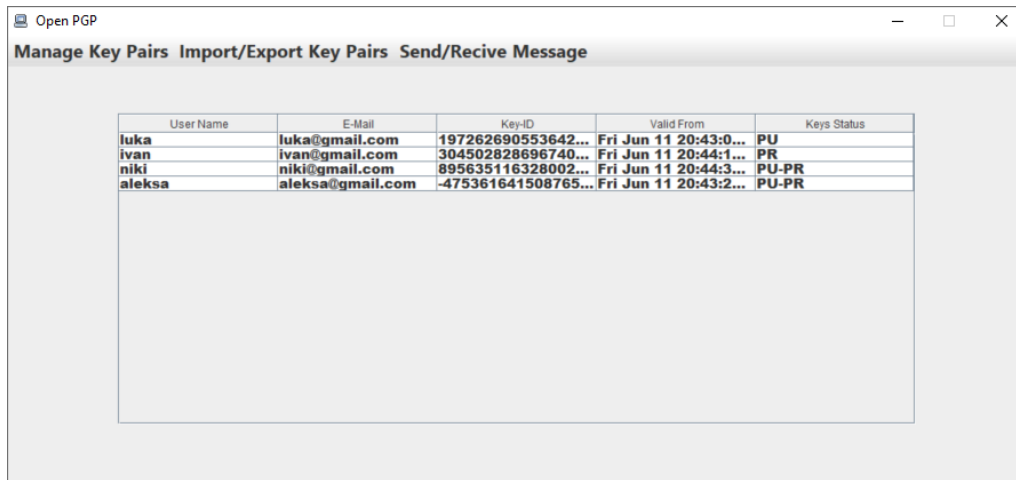 Open PGP
Manage Key Pairs Import/Export Key Pairs Send/Recive Message
User Name E-Mail Key-ID Valid From Keys Status
luka luka@gmail.com 197262690553642... Fri Jun 11 20:43:0... PU
ivan ivan@gmail.com 304502828696740... Fri Jun 11 20:44:1... PR
niki niki@gmail.com 895635116328002... Fri Jun 11 20:44:3... PU-PR
aleksa aleksa@gmail.com -475361641508765... Fri Jun 11 20:43:2... PU-PR